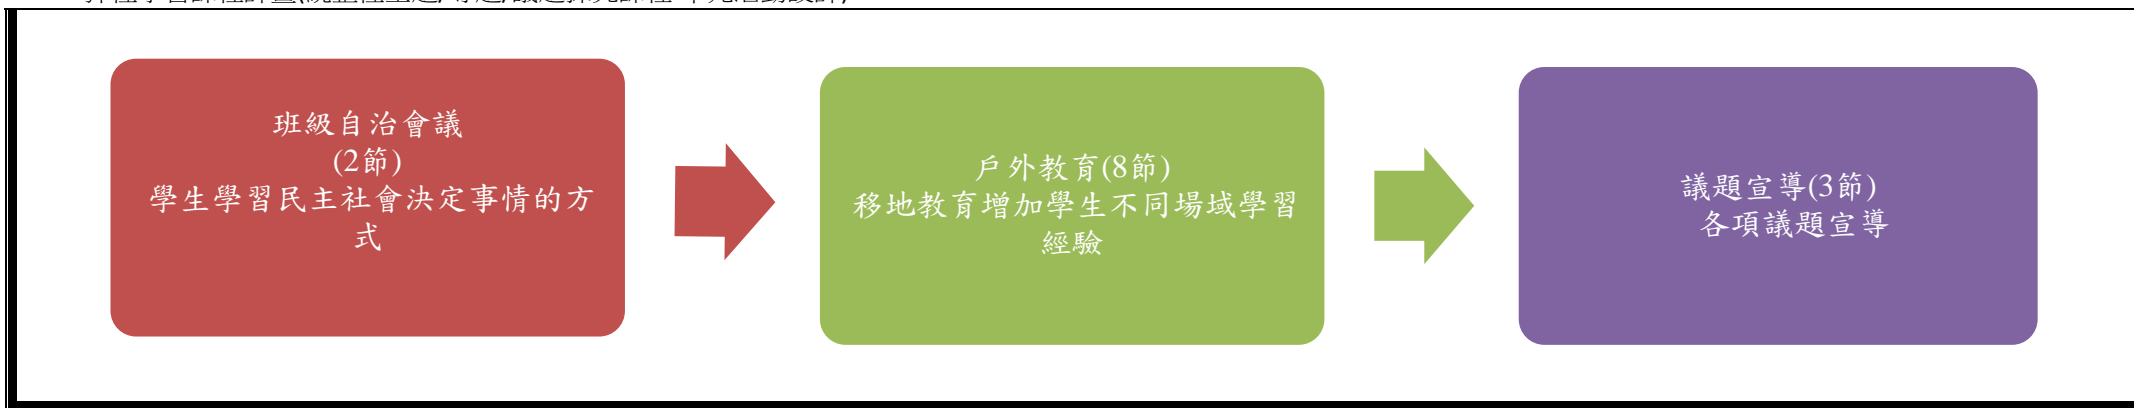 班級自治會議
(2節)
學生學習民主社會決定事情的方
式
戶外教育(8節)
移地教育增加學生不同場域學習
經驗
議題宣導(3節)
各項議題宣導